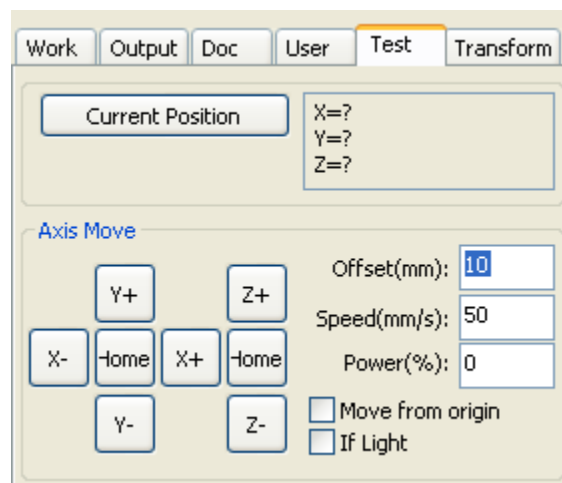 Work Output Doc User Test Transform
Current Position
X=?
Y=?
Z=?
Axis Move
Offset(mm): 10
Y+ Z+
Speed(mm/s): 50
X- Home X+ Home
Power(%): 0
Move from origin
Y- Z-
If Light